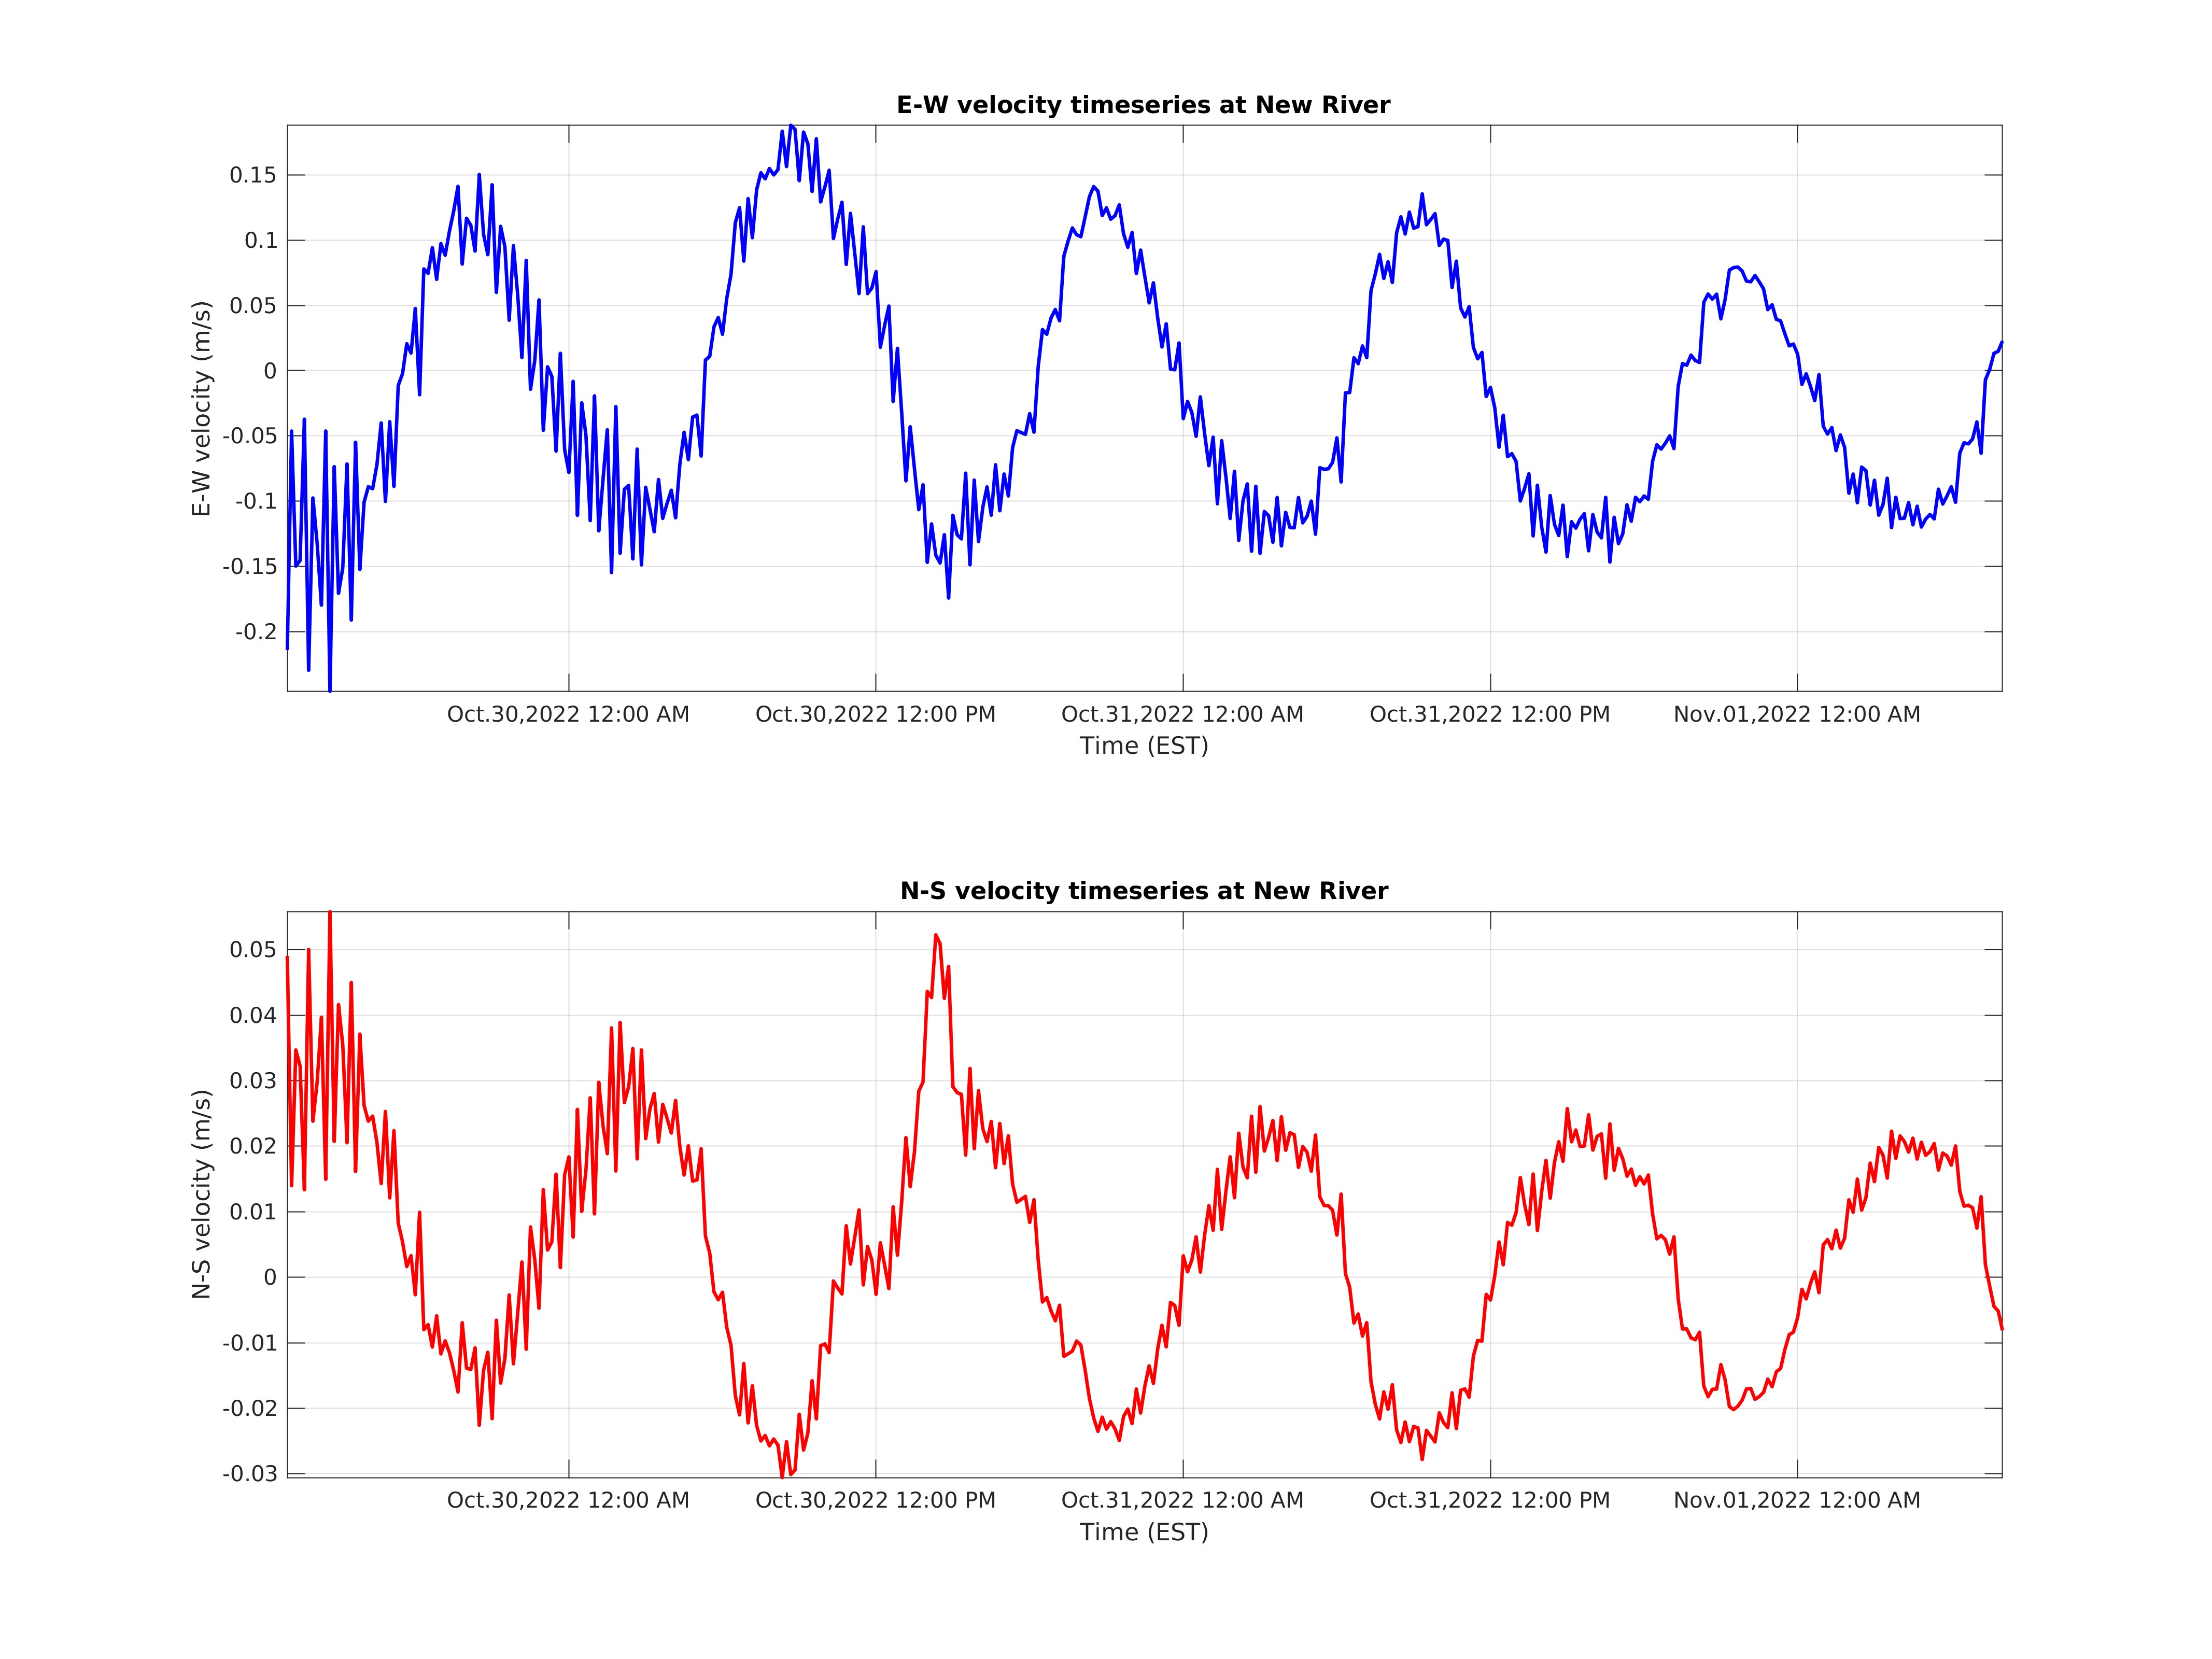 E-W velocity timeseries at New River
E-W velocity (m/s)
0.15
0.1
0.05
0
-0.05
-0.1
-0.15
-0.2
Oct.30,2022 12:00 AM
Oct.30,2022 12:00 PM
Oct.31,2022 12:00 AM
Oct.31,2022 12:00 PM
Nov.01,2022 12:00 AM
Time (EST)
N-S velocity timeseries at New River
N-S velocity (m/s)
0.05
0.04
0.03
0.02
0.01
0
-0.01
-0.02
-0.03
Oct.30,2022 12:00 AM
Oct.30,2022 12:00 PM
Oct.31,2022 12:00 AM
Oct.31,2022 12:00 PM
Nov.01,2022 12:00 AM
Time (EST)